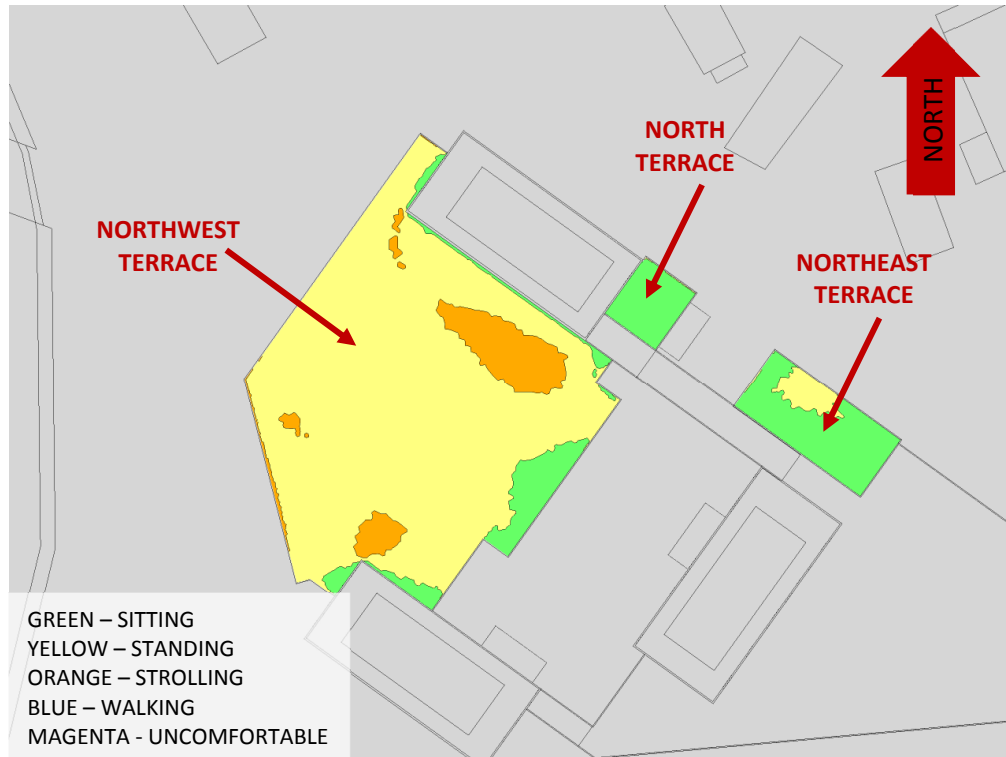 NORTH
NORTH
TERRACE
NORTHWEST
TERRACE
NORTHEAST
TERRACE
GREEN – SITTING
YELLOW – STANDING
ORANGE – STROLLING
BLUE – WALKING
MAGENTA - UNCOMFORTABLE